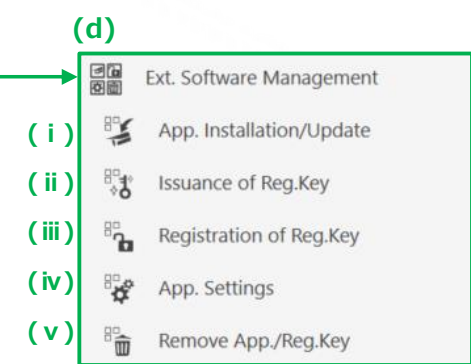 (d)
Ext. Software Management
(i) App. Installation/Update
(ii) Issuance of Reg.Key
(iii) Registration of Reg.Key
(iv) App. Settings
(v) Remove App./Reg.Key